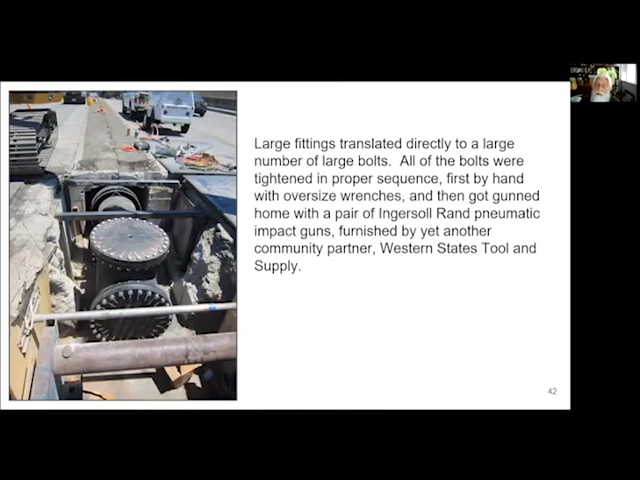 Large fittings translated directly to a large
number of large bolts.  All of the bolts were
tightened in proper sequence, first by hand
with oversize wrenches, and then got gunned
home with a pair of Ingersoll Rand pneumatic
impact guns, furnished by yet another
community partner, Western States Tool and
Supply.
42